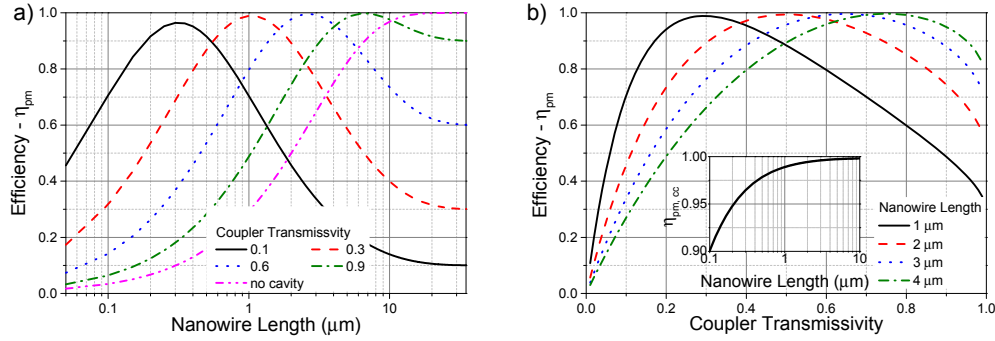 a)
Efficiency - ηpm
1.0
0.8
0.6
0.4
0.2
0.0
Coupler Transmissvity
0.1
0.3
0.6
0.9
no cavity
0.1
1
10
Nanowire Length (μm)
b)
Efficiency - ηpm
1.0
0.8
0.6
0.4
0.2
0.0
ηpm, cc
1.00
0.95
0.90
0.1
1
10
Nanowire Length (μm)
Nanowire Length
1 μm
2 μm
3 μm
4 μm
0.0
0.2
0.4
0.6
0.8
1.0
Coupler Transmissivity